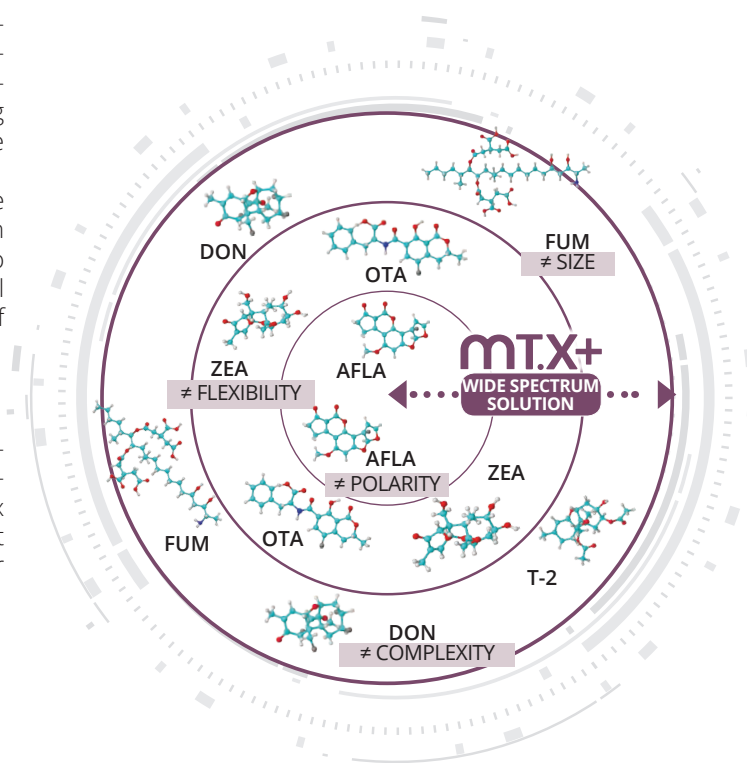 g
e
e
n
o
l
f
x
t
FUM
≠ SIZE
DON
OTA
ZEA
≠ FLEXIBILITY
AFLA
mT.X+
WIDE SPECTRUM
SOLUTION
AFLA
≠ POLARITY
ZEA
FUM
OTA
T-2
DON
≠ COMPLEXITY